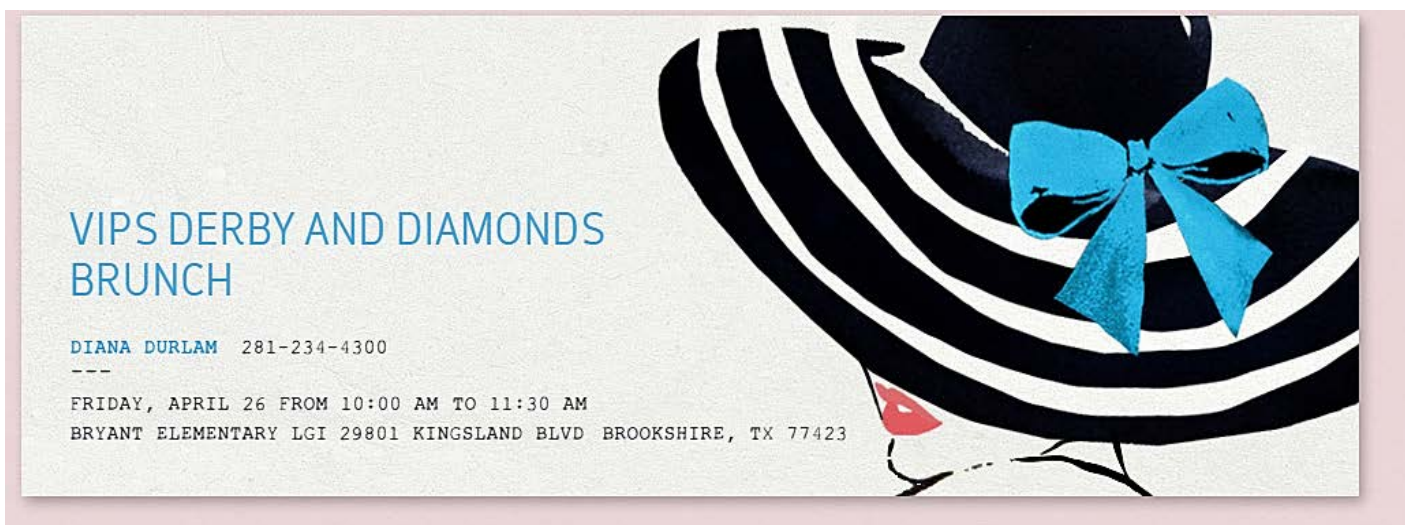 VIPS DERBY AND DIAMONDS
BRUNCH
DIANA DURLAM 281-234-4300
---
FRIDAY, APRIL 26 FROM 10:00 AM TO 11:30 AM
BRYANT ELEMENTARY LGI 29801 KINGSLAND BLVD BROOKSHIRE, TX 77423